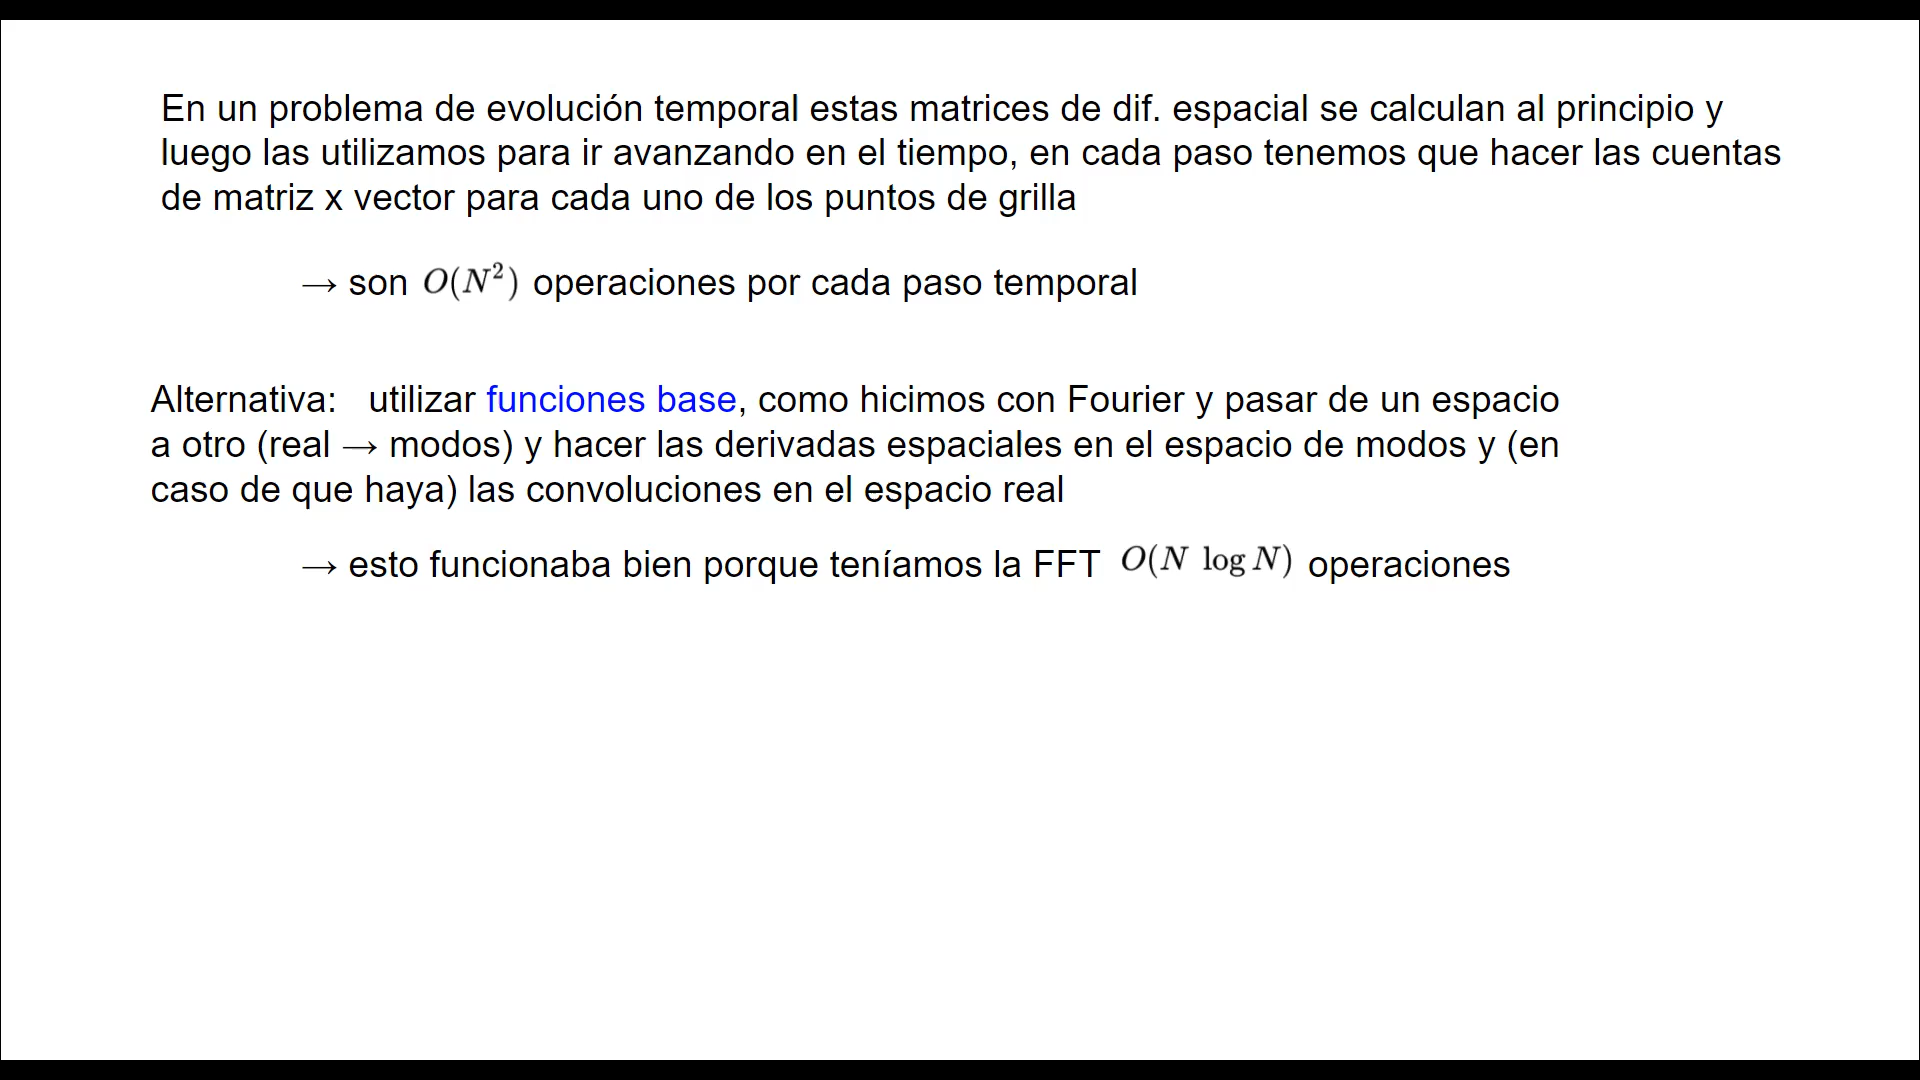 En un problema de evolución temporal estas matrices de dif. espacial se calculan al principio y
luego las utilizamos para ir avanzando en el tiempo, en cada paso tenemos que hacer las cuentas
de matriz x vector para cada uno de los puntos de grilla
→ son O(N²) operaciones por cada paso temporal
Alternativa: utilizar funciones base, como hicimos con Fourier y pasar de un espacio
a otro (real → modos) y hacer las derivadas espaciales en el espacio de modos y (en
caso de que haya) las convoluciones en el espacio real
→ esto funcionaba bien porque teníamos la FFT O(N log N) operaciones